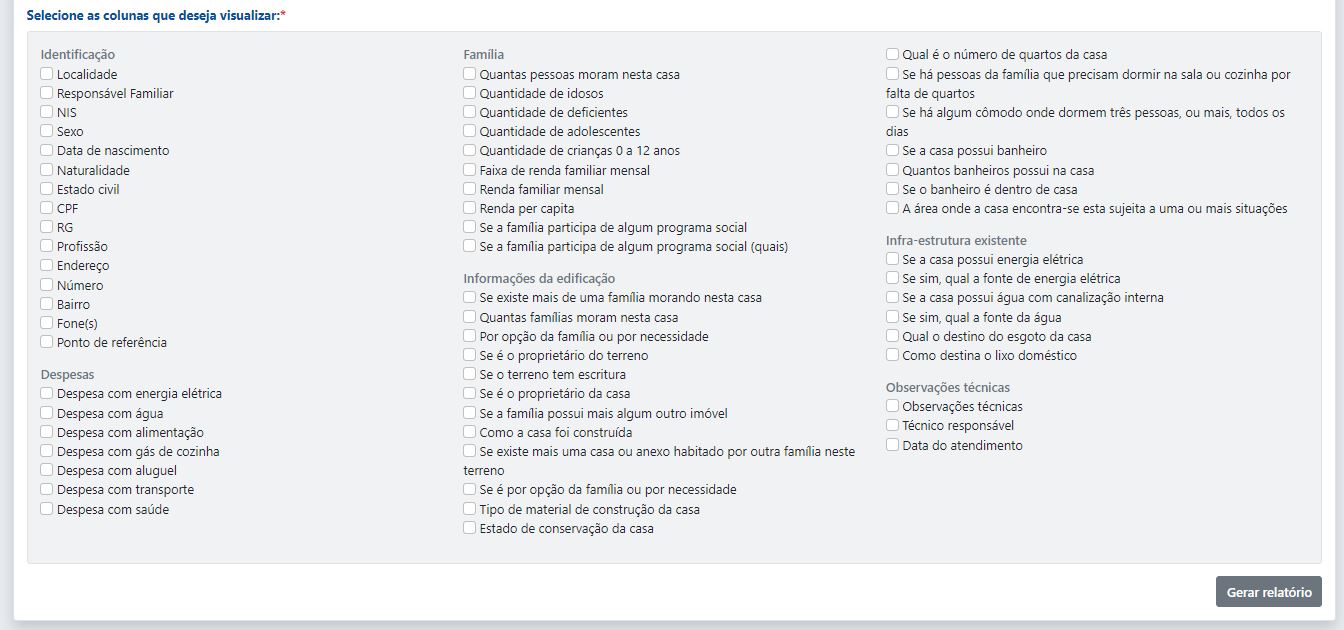 Selecione as colunas que deseja visualizar:*
Identificação
Localidade
Responsável Familiar
NIS
Sexo
Data de nascimento
Naturalidade
Estado civil
CPF
RG
Profissão
Endereço
Número
Bairro
Fone(s)
Ponto de referência
Despesas
Despesa com energia elétrica
Despesa com água
Despesa com alimentação
Despesa com gás de cozinha
Despesa com aluguel
Despesa com transporte
Despesa com saúde
Família
Quantas pessoas moram nesta casa
Quantidade de idosos
Quantidade de deficientes
Quantidade de adolescentes
Quantidade de crianças 0 a 12 anos
Faixa de renda familiar mensal
Renda familiar mensal
Renda per capita
Se a família participa de algum programa social
Se a família participa de algum programa social (quais)
Informações da edificação
Se existe mais de uma família morando nesta casa
Quantas famílias moram nesta casa
Por opção da família ou por necessidade
Se é o proprietário do terreno
Se o terreno tem escritura
Se é o proprietário da casa
Se a família possui mais algum outro imóvel
Como a casa foi construída
Se existe mais uma casa ou anexo habitado por outra família neste
terreno
Se é por opção da família ou por necessidade
Tipo de material de construção da casa
Estado de conservação da casa
Qual é o número de quartos da casa
Se há pessoas da família que precisam dormir na sala ou cozinha por
falta de quartos
Se há algum cômodo onde dormem três pessoas, ou mais, todos os
dias
Se a casa possui banheiro
Quantos banheiros possui na casa
Se o banheiro é dentro de casa
A área onde a casa encontra-se esta sujeita a uma ou mais situações
Infra-estrutura existente
Se a casa possui energia elétrica
Se sim, qual a fonte de energia elétrica
Se a casa possui água com canalização interna
Se sim, qual a fonte da água
Qual o destino do esgoto da casa
Como destina o lixo doméstico
Observações técnicas
Observações técnicas
Técnico responsável
Data do atendimento
Gerar relatório